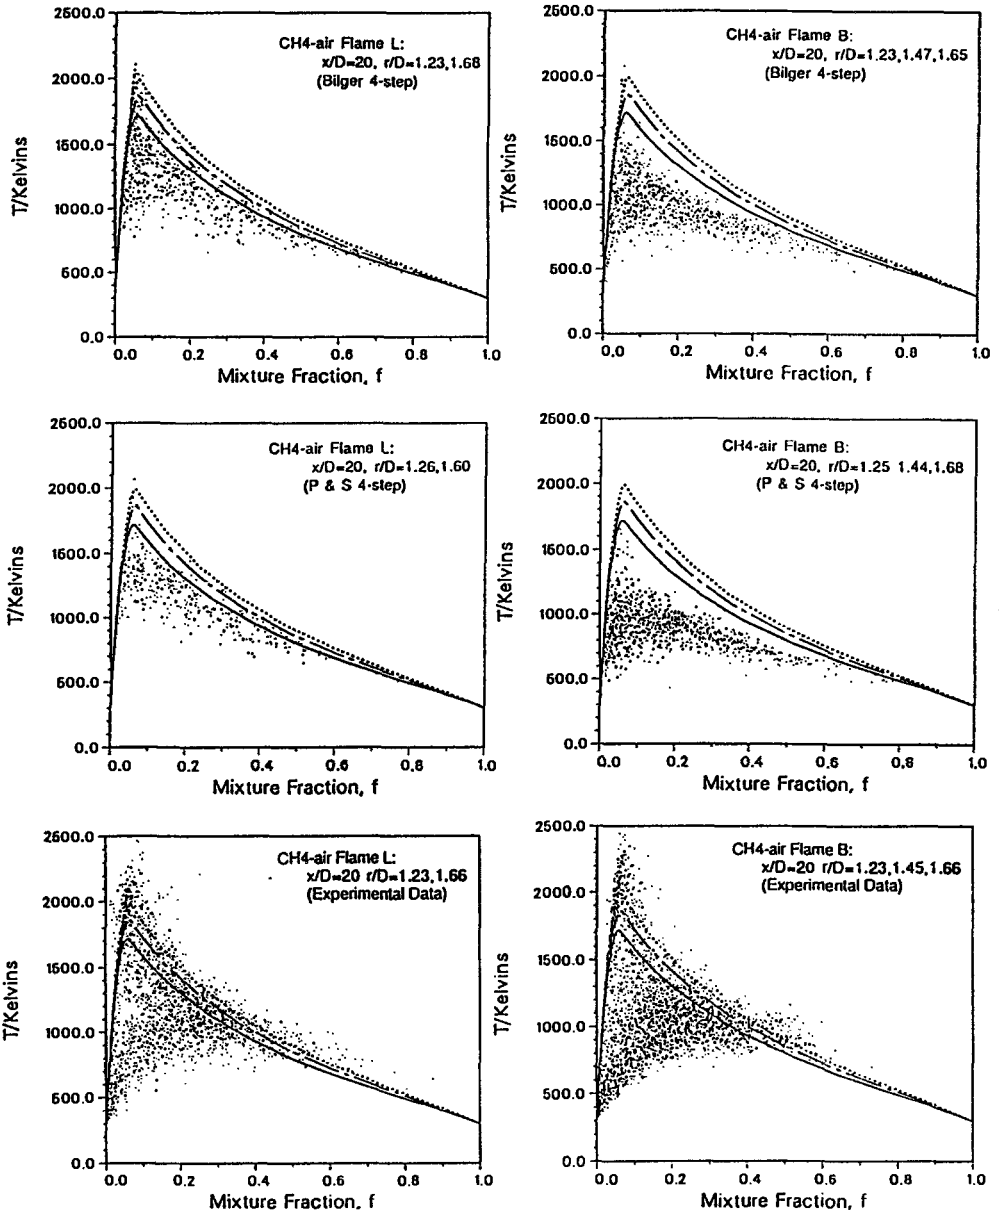 2500.0
2000.0
1500.0
1000.0
500.0
0.0
T/Kelvins
CH4-air Flame L:
x/D=20, r/D=1.23,1.68
(Bilger 4-step)
0.0 0.2 0.4 0.6 0.8 1.0
Mixture Fraction, f
2500.0
2000.0
1500.0
1000.0
500.0
0.0
T/Kelvins
CH4-air Flame B:
x/D=20, r/D=1.23,1.47,1.65
(Bilger 4-step)
0.0 0.2 0.4 0.6 0.8 1.0
Mixture Fraction, f
2500.0
2000.0
1500.0
1000.0
500.0
0.0
T/Kelvins
CH4-air Flame L:
x/D=20, r/D=1.26,1.60
(P & S 4-step)
0.0 0.2 0.4 0.6 0.8 1.0
Mixture Fraction, f
2500.0
2000.0
1500.0
1000.0
500.0
0.0
T/Kelvins
CH4-air Flame B:
x/D=20, r/D=1.25 1.44,1.68
(P & S 4-step)
0.0 0.2 0.4 0.6 0.8 1.0
Mixture Fraction, f
2500.0
2000.0
1500.0
1000.0
500.0
0.0
T/Kelvins
CH4-air Flame L:
x/D=20 r/D=1.23,1.66
(Experimental Data)
0.0 0.2 0.4 0.6 0.8 1.0
Mixture Fraction, f
2500.0
2000.0
1500.0
1000.0
500.0
0.0
T/Kelvins
CH4-air Flame B:
x/D=20 r/D=1.23,1.45,1.66
(Experimental Data)
0.0 0.2 0.4 0.6 0.8 1.0
Mixture Fraction, f